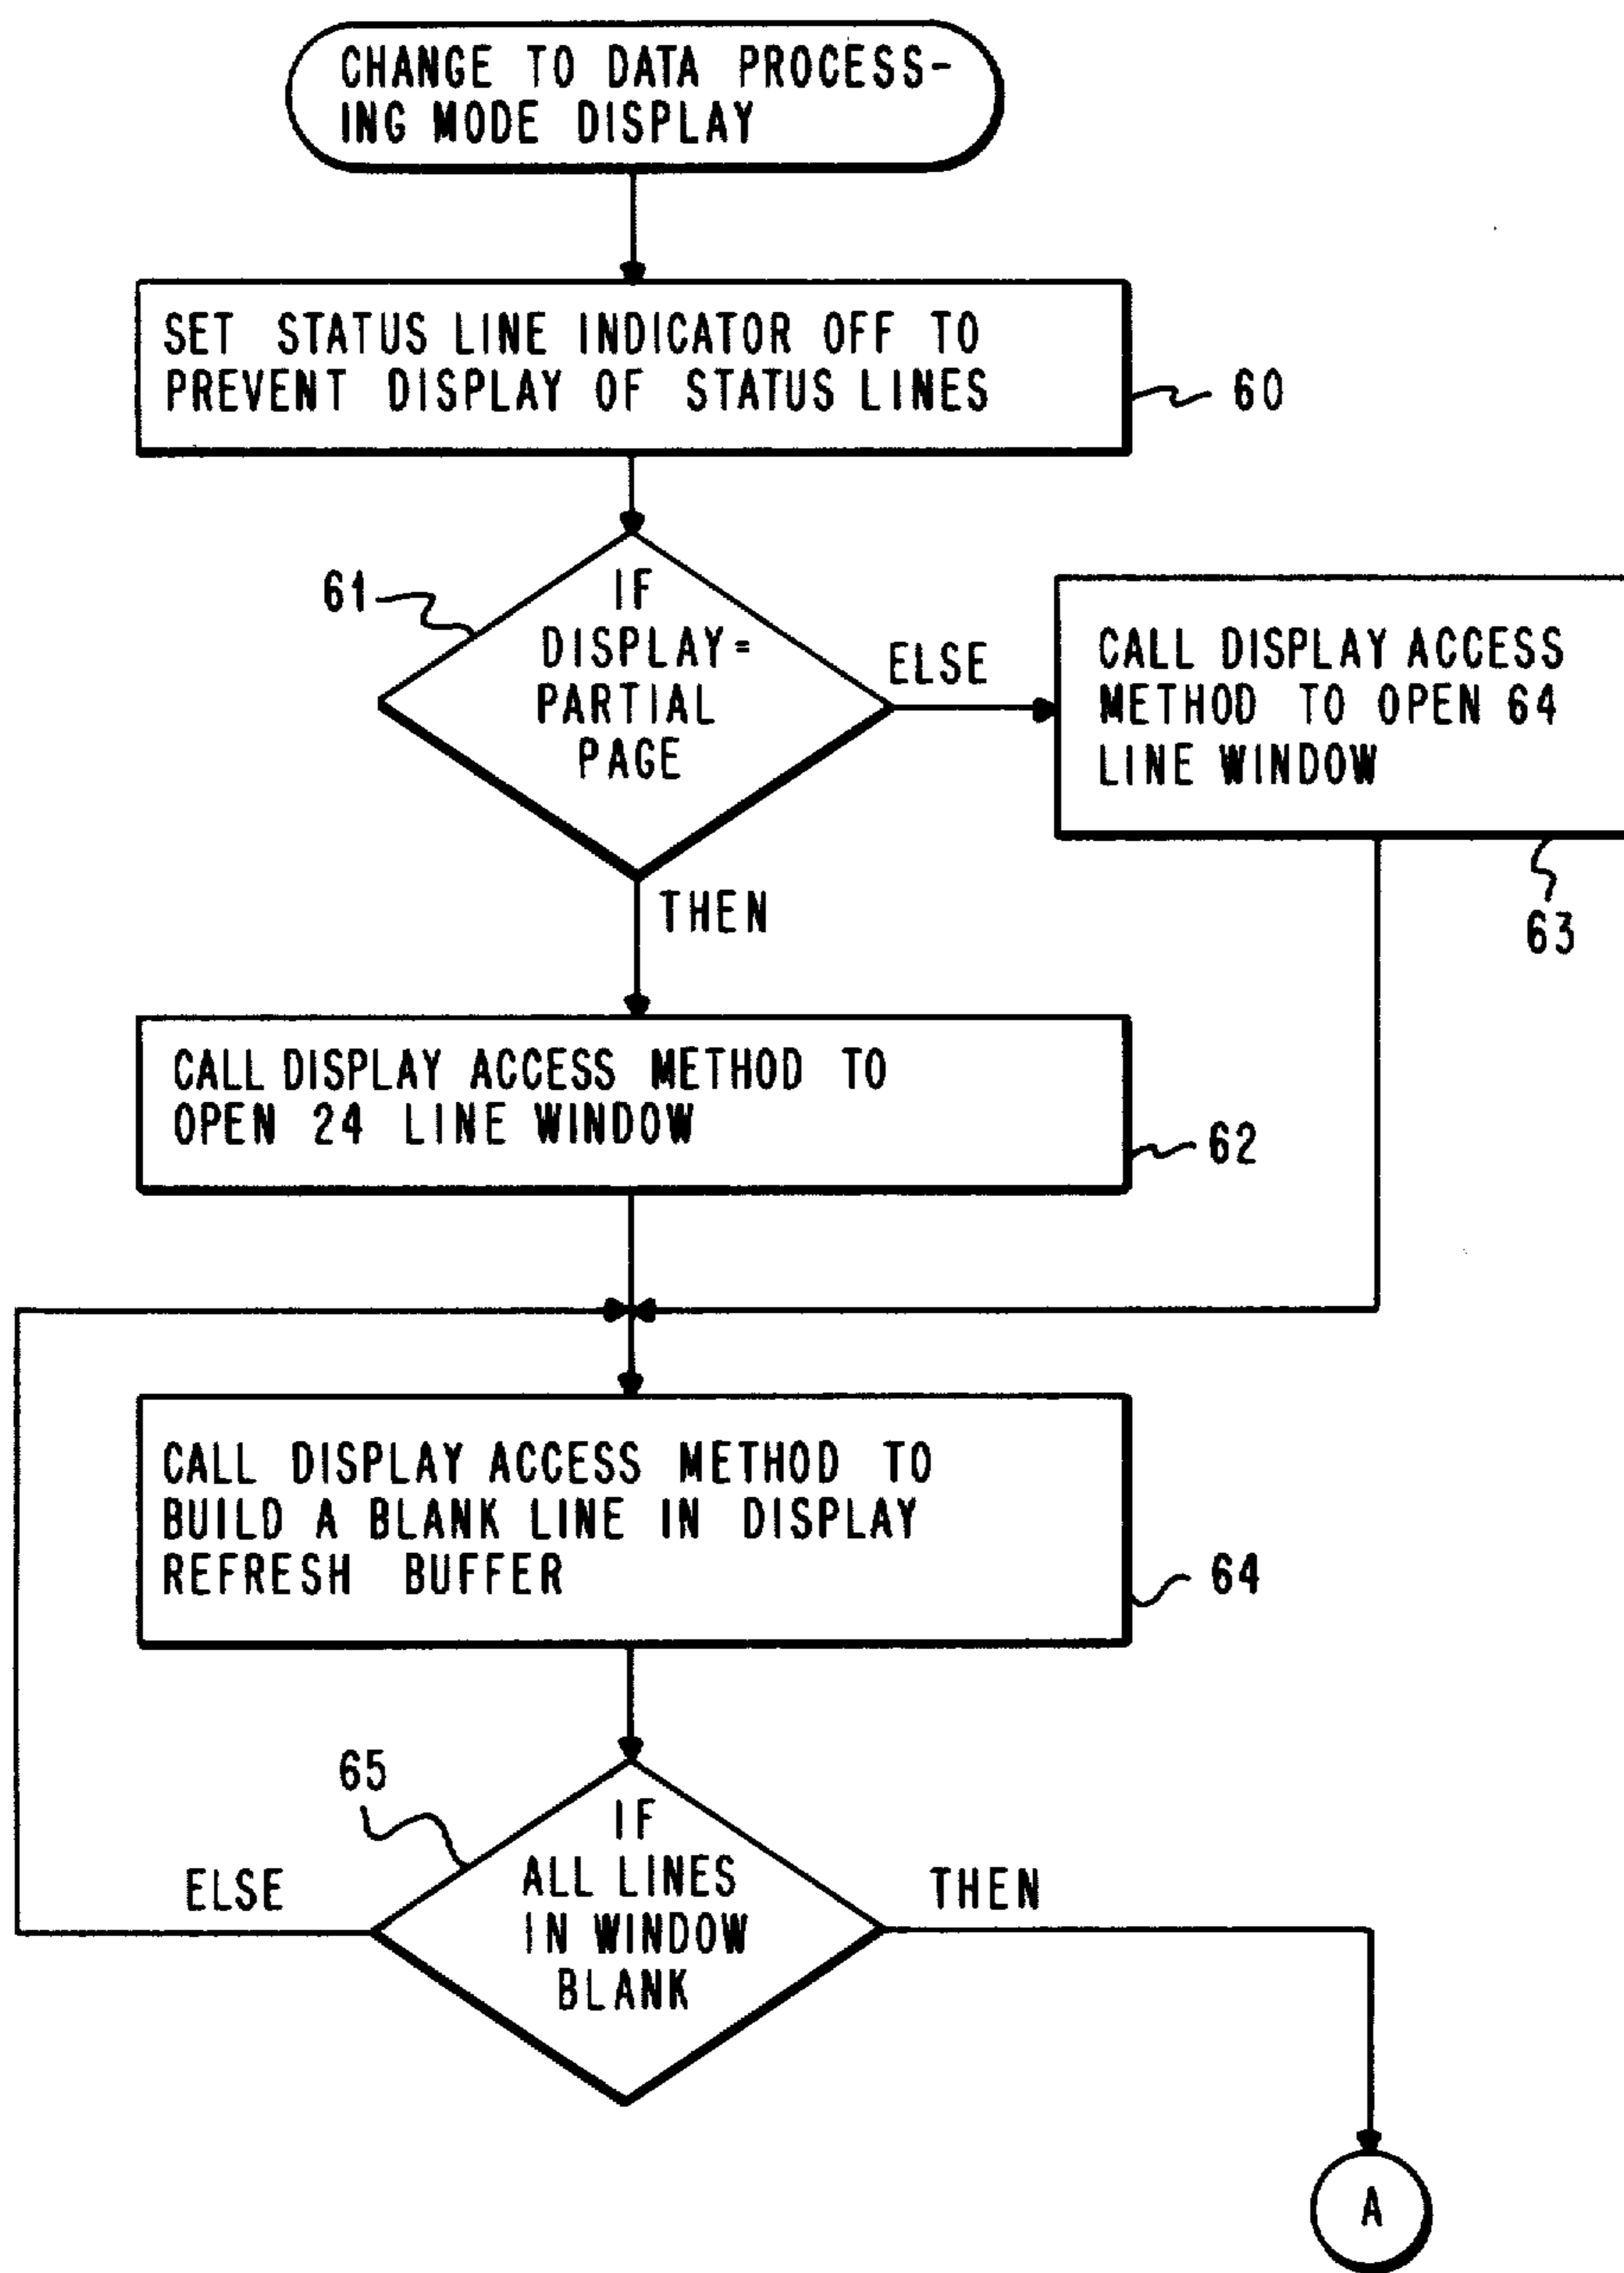 CHANGE TO DATA PROCESS-
ING MODE DISPLAY
SET STATUS LINE INDICATOR OFF TO
PREVENT DISPLAY OF STATUS LINES
60
61
IF
DISPLAY=
PARTIAL
PAGE
ELSE
CALL DISPLAY ACCESS
METHOD TO OPEN 64
LINE WINDOW
63
THEN
CALL DISPLAY ACCESS METHOD TO
OPEN 24 LINE WINDOW
62
CALL DISPLAY ACCESS METHOD TO
BUILD A BLANK LINE IN DISPLAY
REFRESH BUFFER
64
65
IF
ALL LINES
IN WINDOW
BLANK
ELSE
THEN
A